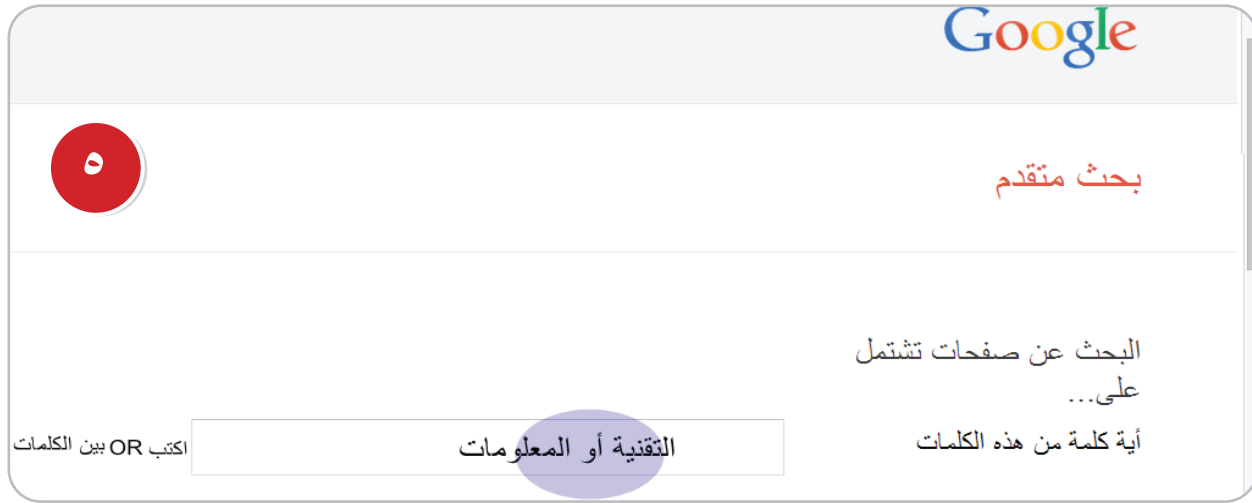 Google
٥
بحث متقدم
البحث عن صفحات تشتمل
على...
أية كلمة من هذه الكلمات
التقنية أو المعلومات
اكتب OR بين الكلمات